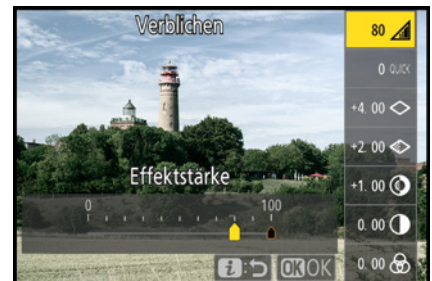 Verblichen
80
0 QUICK
+4. 00
+2. 00
+1. 00
0. 00
0. 00
Effektstärke
0 100
i: OK OK